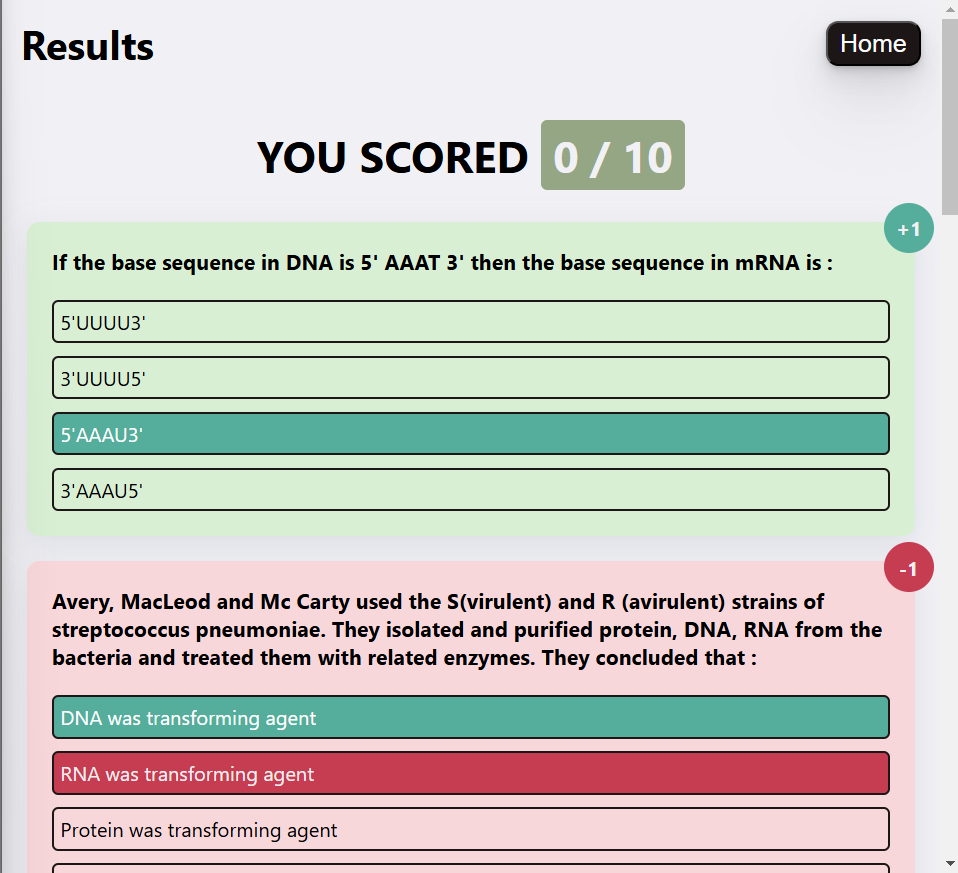 Results
Home
YOU SCORED 0 / 10
+1
If the base sequence in DNA is 5' AAAT 3' then the base sequence in mRNA is :
5'UUUU3'
3'UUUU5'
5'AAAU3'
3'AAAU5'
-1
Avery, MacLeod and Mc Carty used the S(virulent) and R (avirulent) strains of
streptococcus pneumoniae. They isolated and purified protein, DNA, RNA from the
bacteria and treated them with related enzymes. They concluded that :
DNA was transforming agent
RNA was transforming agent
Protein was transforming agent